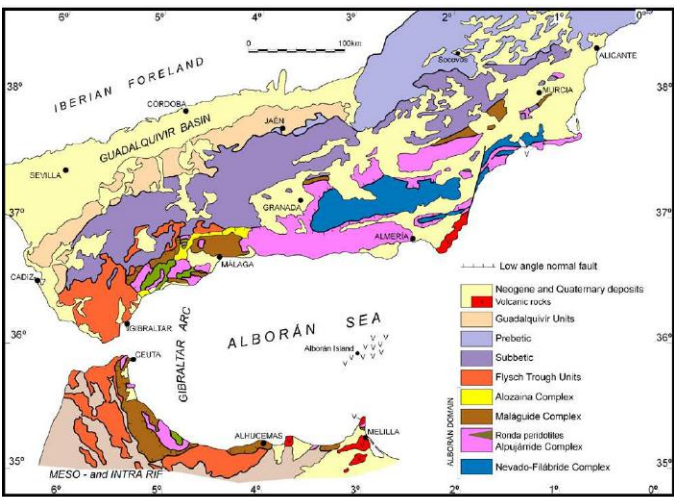 6°
5°
4°
3°
2°
1°
0°
0
100km
38°
IBERIAN FORELAND
Socovos
ALICANTE
38°
CÓRDOBA
MURCIA
GUADALQUIVIR BASIN
JAÉN
SEVILLA
GRANADA
37°
37°
ALMERÍA
MÁLAGA
CADIZ
GIBRALTAR
36°
36°
ALBORÁN SEA
Alborán Island
v v v v
GIBRALTAR ARC
CEUTA
ALHUCEMAS
MELILLA
MESO- and INTRA RIF
35°
35°
6°
5°
4°
3°
2°
1°
Low angle normal fault
Neogene and Quaternary deposits
Volcanic rocks
Guadalquivir Units
Prebetic
Subbetic
Flysch Trough Units
Alozaina Complex
Maláguide Complex
Ronda peridotites
Alpujárride Complex
Nevado-Filábride Complex
ALBORÁN DOMAIN